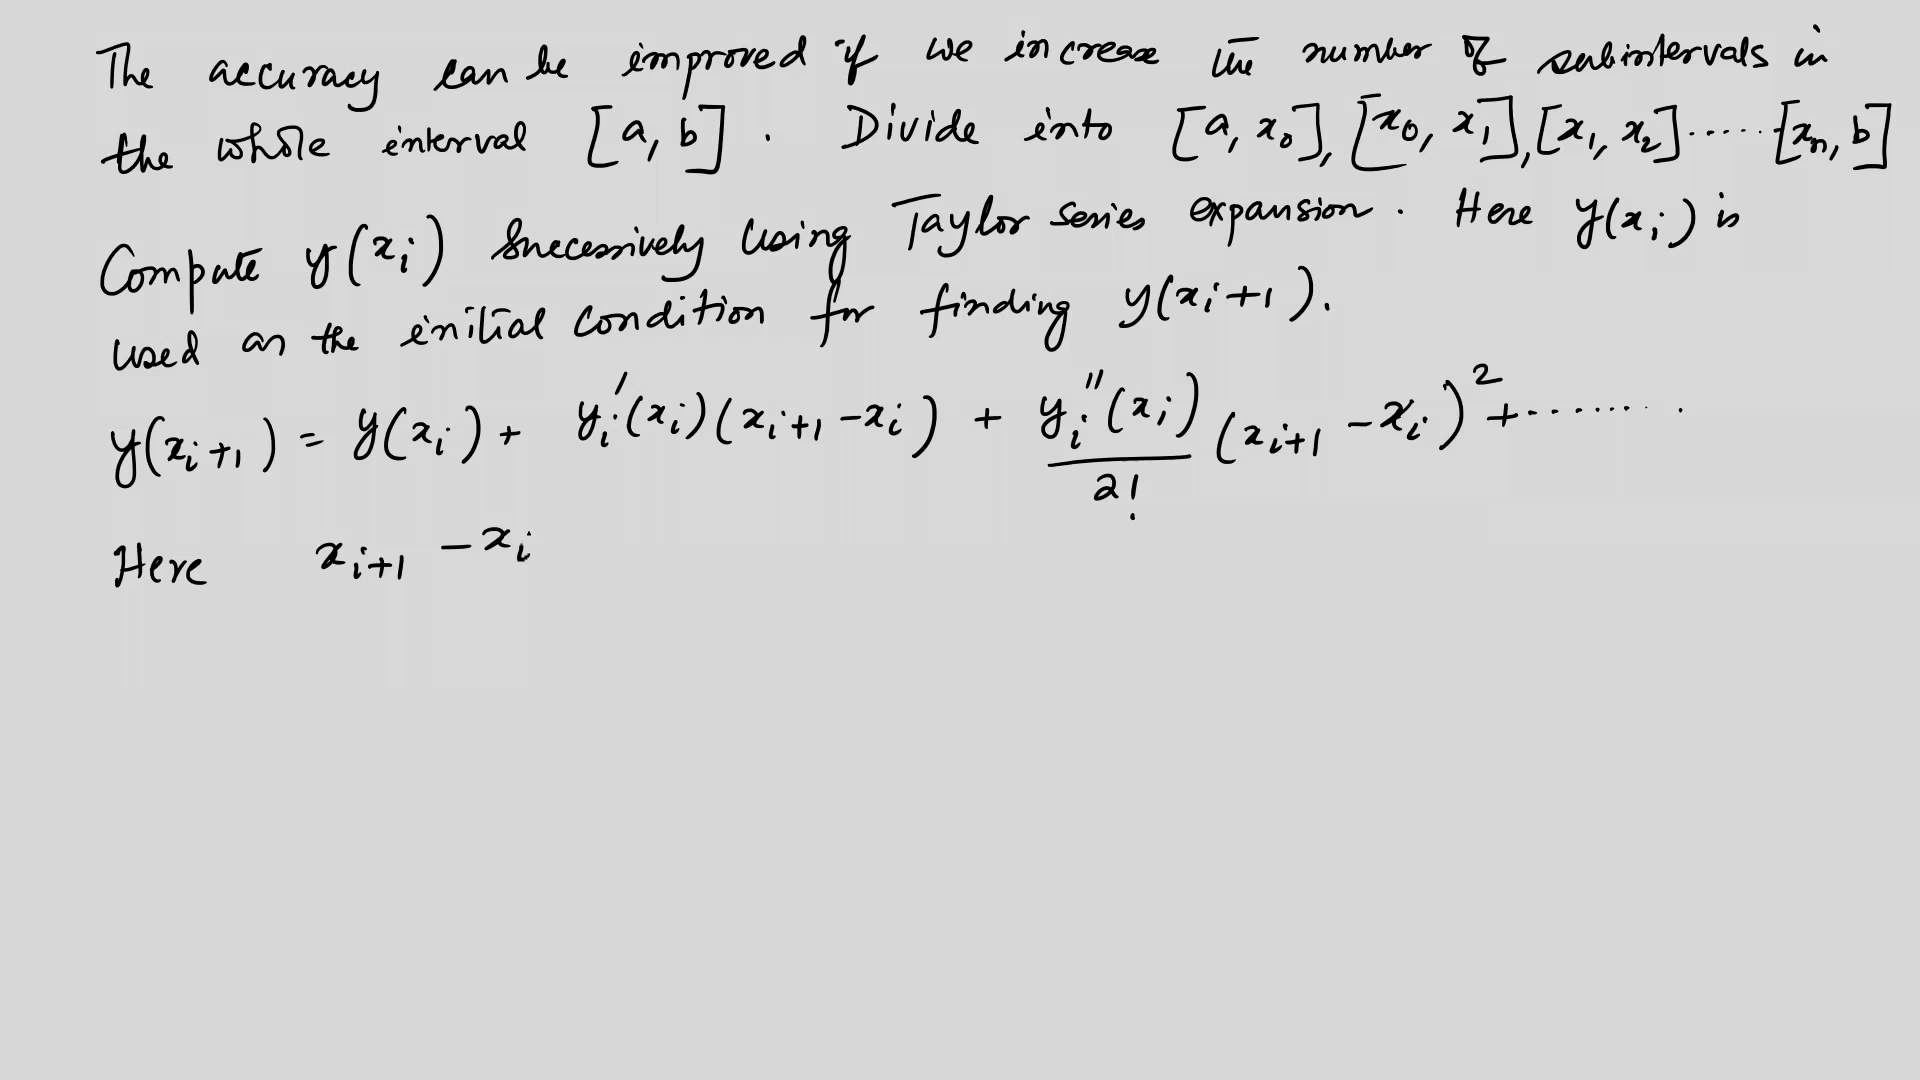 The accuracy can be improved if we increase the number of subintervals in
the whole interval [a, b]. Divide into [a, x₀], [x₀, x₁], [x₁, x₂]......[xₙ, b]
Compute y(xᵢ) successively using Taylor series expansion. Here y(xᵢ) is
used as the initial condition for finding y(xᵢ+1).
y(xᵢ₊₁) = y(xᵢ) + yᵢ'(xᵢ)(xᵢ₊₁ - xᵢ) + yᵢ''(xᵢ)/2! (xᵢ₊₁ - xᵢ)² + ........
Here xᵢ₊₁ - xᵢ